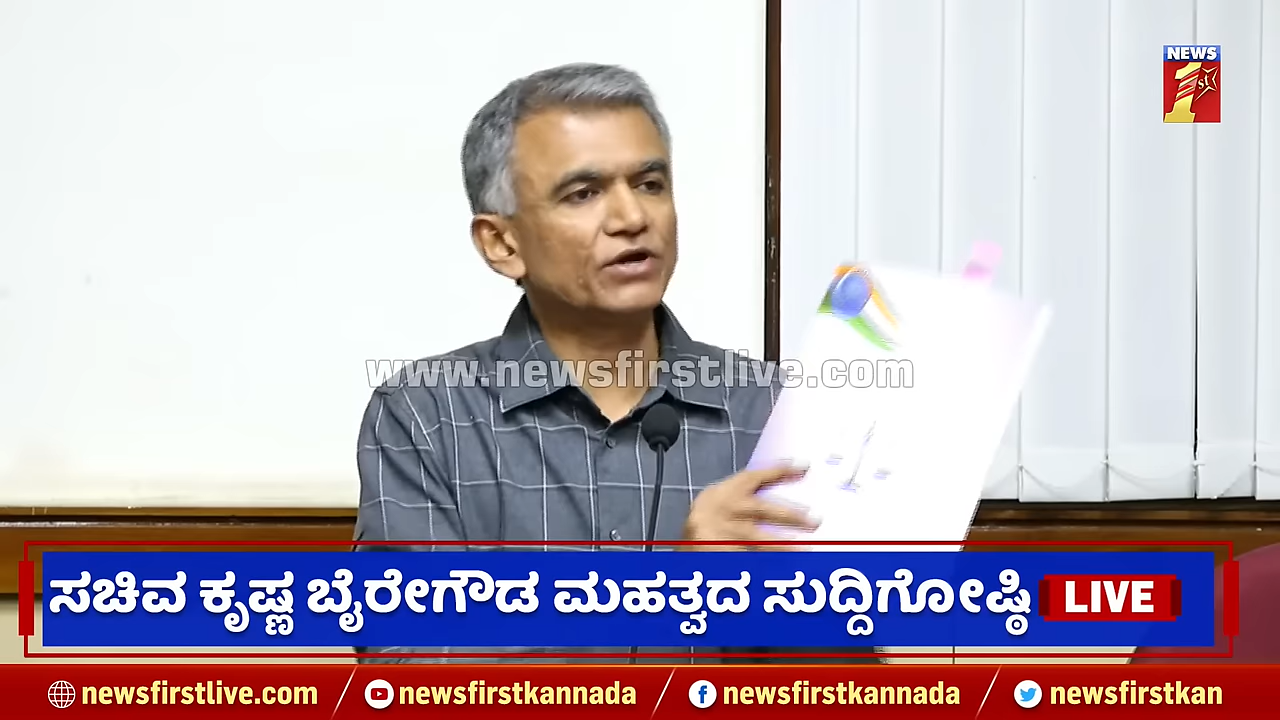 NEWS
1st
www.newsfirstlive.com
ಸಚಿವ ಕೃಷ್ಣ ಬೈರೇಗೌಡ ಮಹತ್ವದ ಸುದ್ದಿಗೋಷ್ಠಿ LIVE
newsfirstlive.com newsfirstkannada newsfirstkannada newsfirstkan